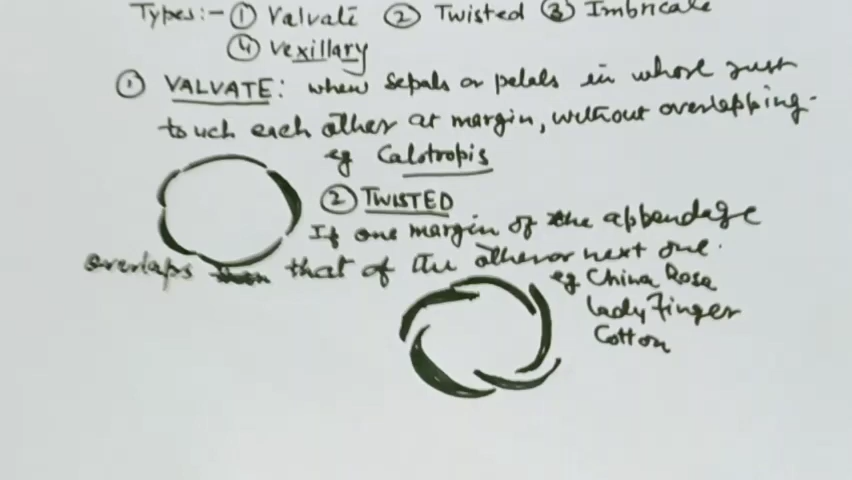 Types:- ① Valvate ② Twisted ③ Imbricate
④ Vexillary
① VALVATE: when sepals or petals in whorl just
touch each other at margin, without overlapping.
eg Calotropis
② TWISTED
If one margin of the appendage
overlaps that of the other or next one.
eg China Rose
Lady Finger
Cotton